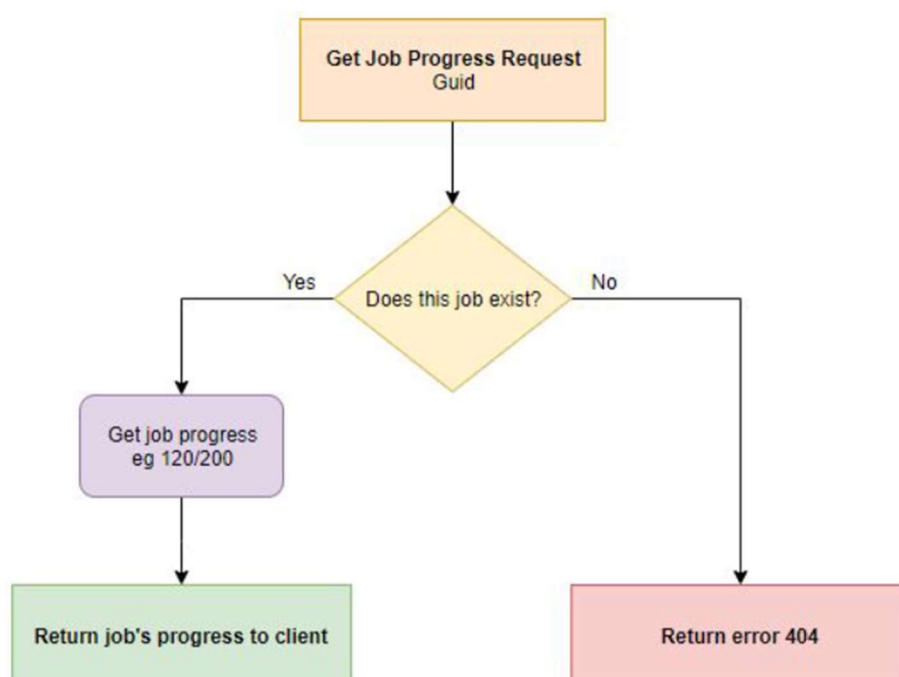 Get Job Progress Request
Guid
Yes
No
Does this job exist?
Get job progress
eg 120/200
Return job's progress to client
Return error 404